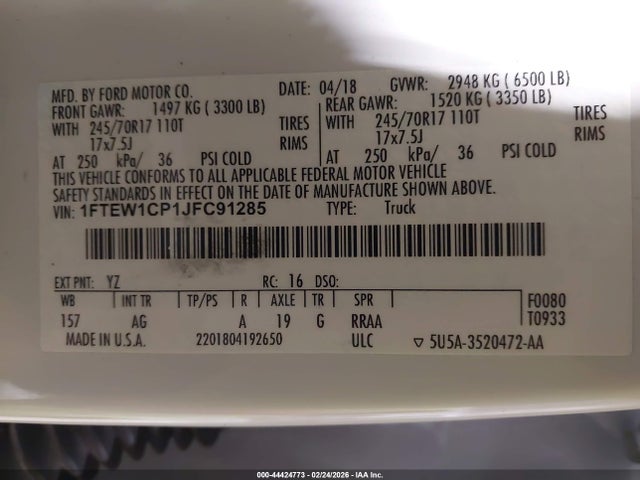 MFD. BY FORD MOTOR CO. DATE: 04/18 GVWR: 2948 KG ( 6500 LB)
FRONT GAWR: 1497 KG ( 3300 LB) REAR GAWR: 1520 KG ( 3350 LB)
WITH 245/70R17 110T TIRES WITH 245/70R17 110T TIRES
17x7.5J RIMS 17x7.5J RIMS
AT 250 kPa/ 36 PSI COLD AT 250 kPa/ 36 PSI COLD
THIS VEHICLE CONFORMS TO ALL APPLICABLE FEDERAL MOTOR VEHICLE
SAFETY STANDARDS IN EFFECT ON THE DATE OF MANUFACTURE SHOWN ABOVE.
VIN: 1FTEW1CP1JFC91285 TYPE: Truck
EXT PNT: YZ RC: 16 DSO:
WB INT TR TP/PS R AXLE TR SPR F0080
157 AG A 19 G RRAA T0933
MADE IN U.S.A. 2201804192650 ULC ▽ 5U5A-3520472-AA
000-44424773 - 02/24/2026 - IAA Inc.